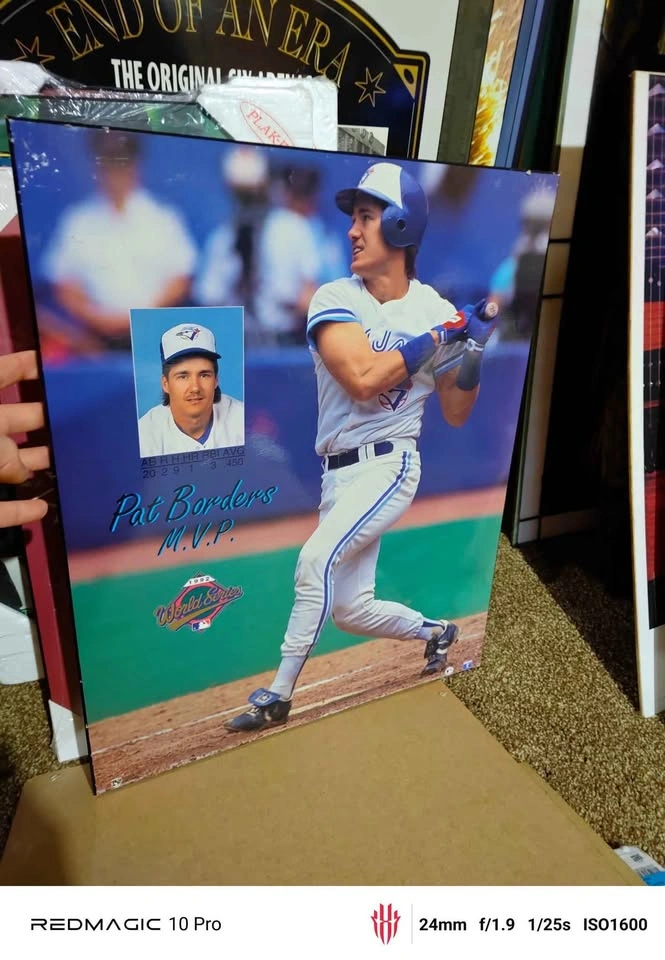 END OF AN ERA
THE ORIGINAL SIX
PLAK-
AB R H HR RBI AVG
20 2 9 1 3 450
Pat Borders
M.V.P.
1992
World Series
REDMAGIC 10 Pro
24mm f/1.9 1/25s ISO1600